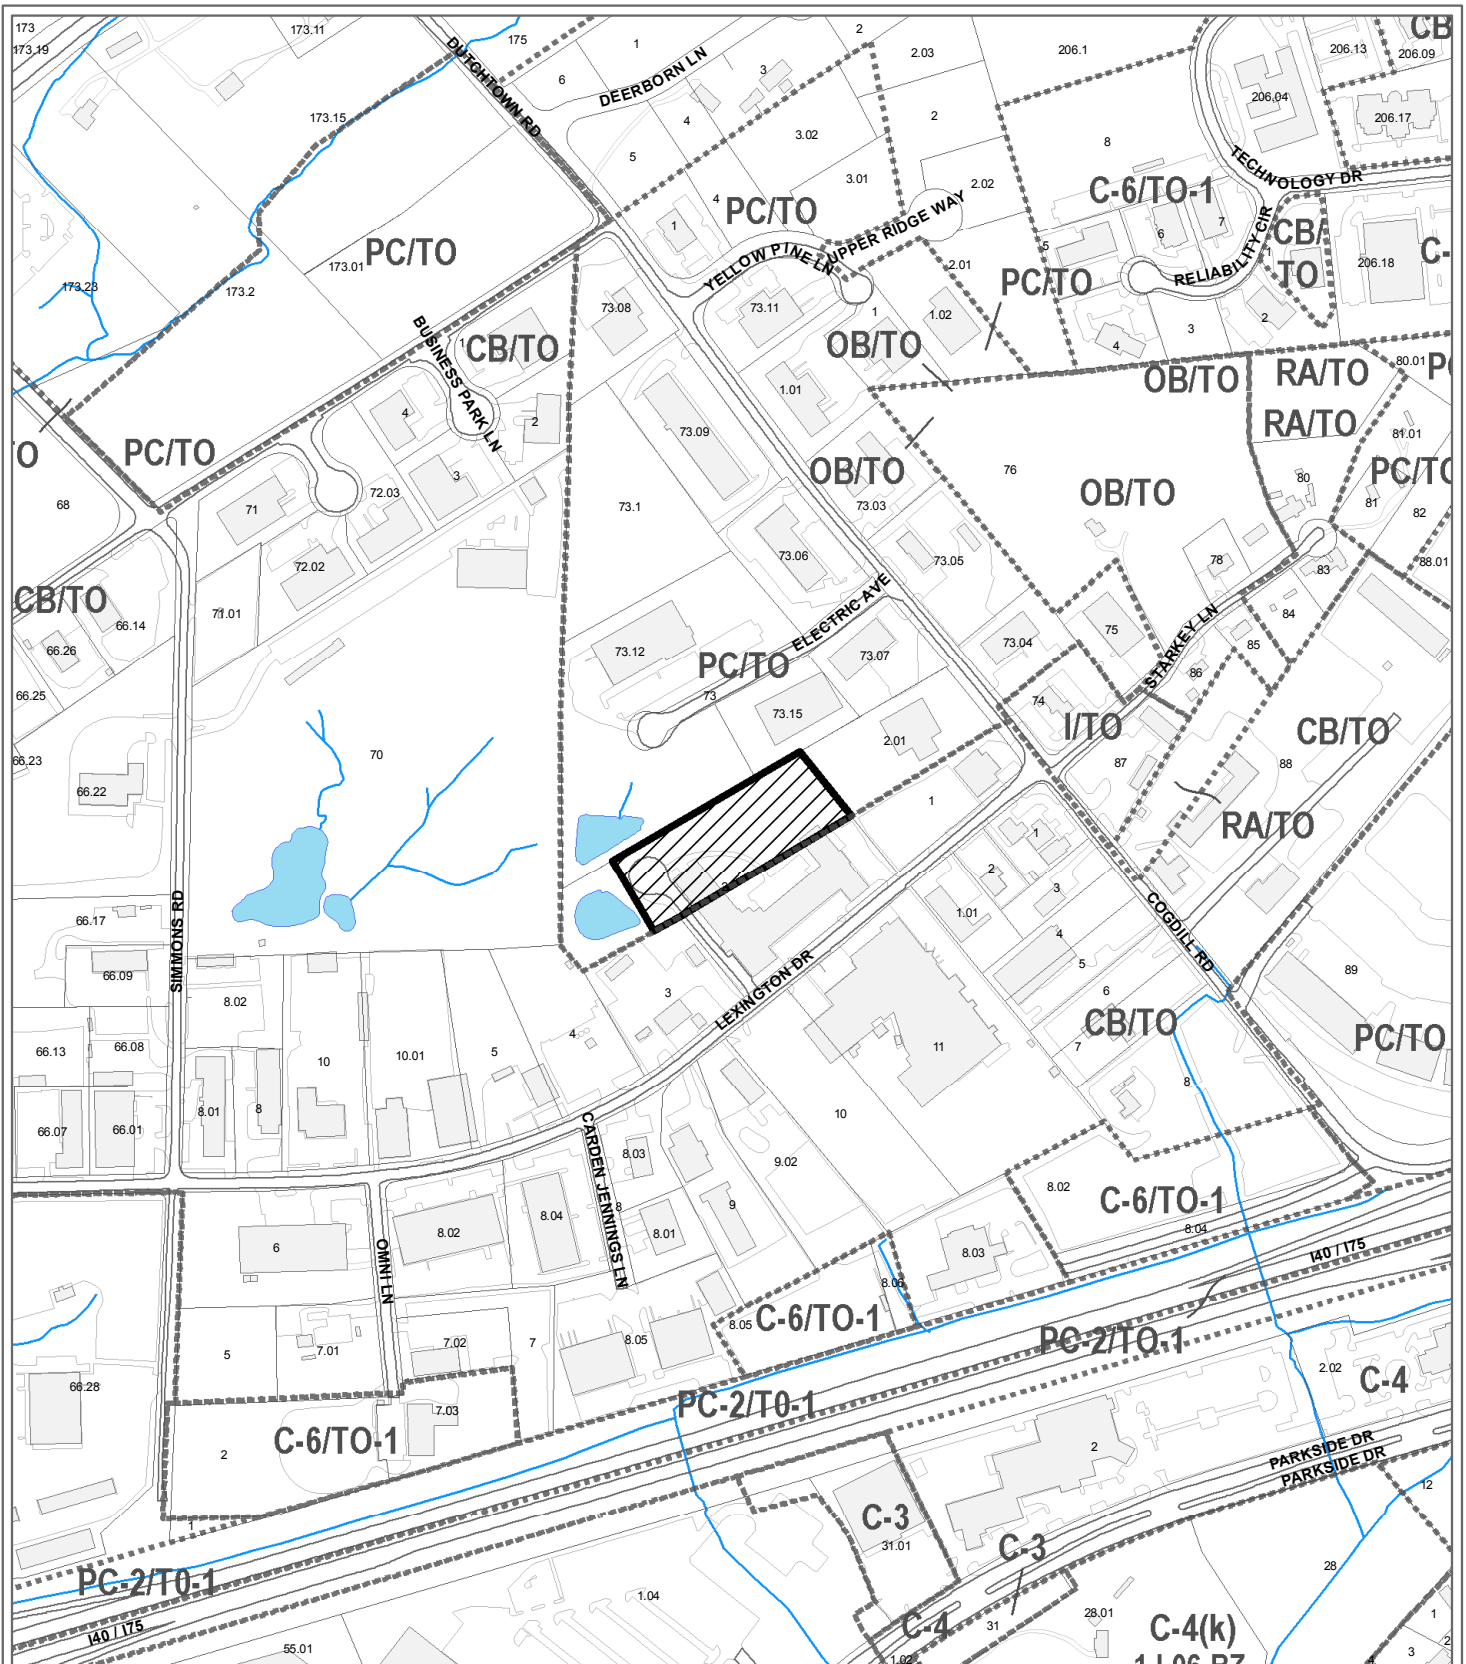 173
173.19
173.11
175
1
2
2.03
206.1
206.13
206.09
CB
DUTCHTOWN RD
6
DEERBORN LN
3
173.15
4
3.02
2
8
206.04
206.17
5
3.01
2.02
TECHNOLOGY DR
C-6/TO-1
4
PC/TO
1
UPPER RIDGE WAY
YELLOW PINE LN
PC/TO
173.01
173.2
173.23
5
6
7
CB/
TO
1
RELIABILITY CIR
206.18
C-
2.01
PC/TO
73.08
73.11
1
1.02
OB/TO
3
2
4
BUSINESS PARK LN
1
CB/TO
80.01
OB/TO
RA/TO
P
1.01
4
2
73.09
RA/TO
81.01
TO
PC/TO
3
OB/TO
76
OB/TO
80
PC/TO
81
82
68
71
72.03
73.1
73.03
73.06
73.05
78
83
88.01
72.02
CB/TO
66.14
71.01
ELECTRIC AVE
84
66.26
73.12
73.07
73.04
75
STARKEY LN
85
86
66.25
PC/TO
73
73.15
74
I/TO
CB/TO
66.23
70
2.01
87
88
66.22
1
RA/TO
1
2
3
2
SIMMONS RD
66.17
1.01
COGDILL RD
4
5
66.09
LEXINGTON DR
89
8.02
3
6
CB/TO
PC/TO
4
66.13
66.08
10
10.01
5
11
7
8
8.01
8
66.07
66.01
CARDEN JENNINGS LN
10
8.03
9.02
8.02
C-6/TO-1
8.04
8
9
8.04
8.02
8.01
6
OMNI LN
8.03
I40 / I75
8.06
8.05
C-6/TO-1
PC-2/TO-1
5
7.01
7.02
7
8.05
2.02
C-4
66.28
PC-2/T0-1
7.03
C-6/TO-1
2
2
PARKSIDE DR
PARKSIDE DR
12
1
C-3
31.01
C-3
28
PC-2/T0-1
1.04
I40 / I75
31
28.01
C-4(k)
1
C-4
2
55.01
1.02
3
4